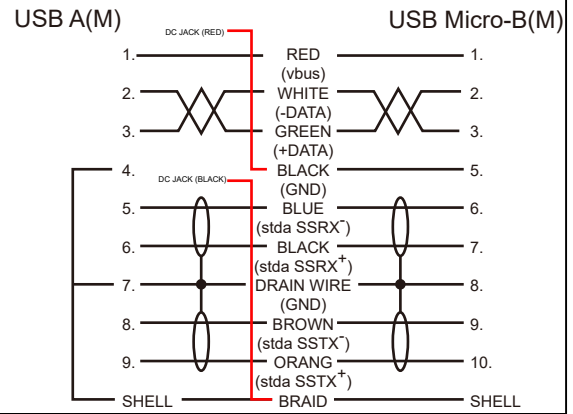 USB A(M) USB Micro-B(M)
DC JACK (RED)
1. RED 1.
(vbus)
2. WHITE 2.
(-DATA)
3. GREEN 3.
(+DATA)
4. BLACK 5.
DC JACK (BLACK)
(GND)
5. BLUE 6.
(stda SSRX-)
6. BLACK 7.
(stda SSRX+)
7. DRAIN WIRE 8.
(GND)
8. BROWN 9.
(stda SSTX-)
9. ORANG 10.
(stda SSTX+)
SHELL BRAID SHELL